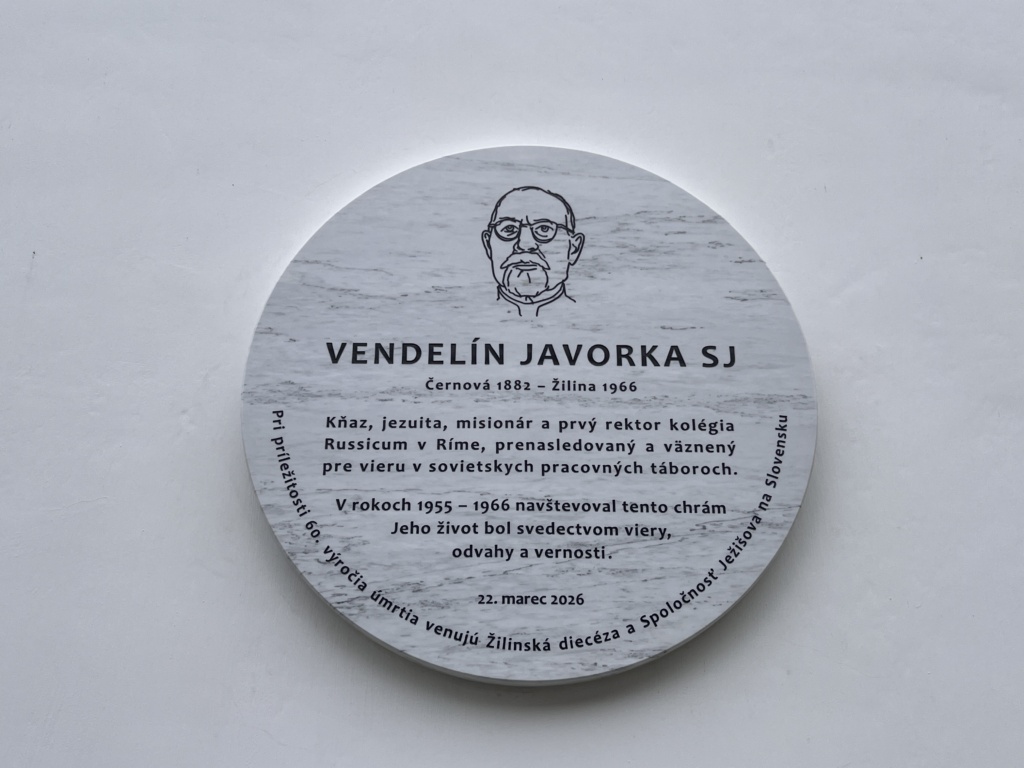 VENDELÍN JAVORKA SJ
Černová 1882 – Žilina 1966
Kňaz, jezuita, misionár a prvý rektor kolégia
Russicum v Ríme, prenasledovaný a väznený
pre vieru v sovietskych pracovných táboroch.
V rokoch 1955 – 1966 navštevoval tento chrám
Jeho život bol svedectvom viery,
odvahy a vernosti.
22. marec 2026
Pri príležitosti 60. výročia úmrtia venujú Žilinská diecéza a Spoločnosť Ježišova na Slovensku